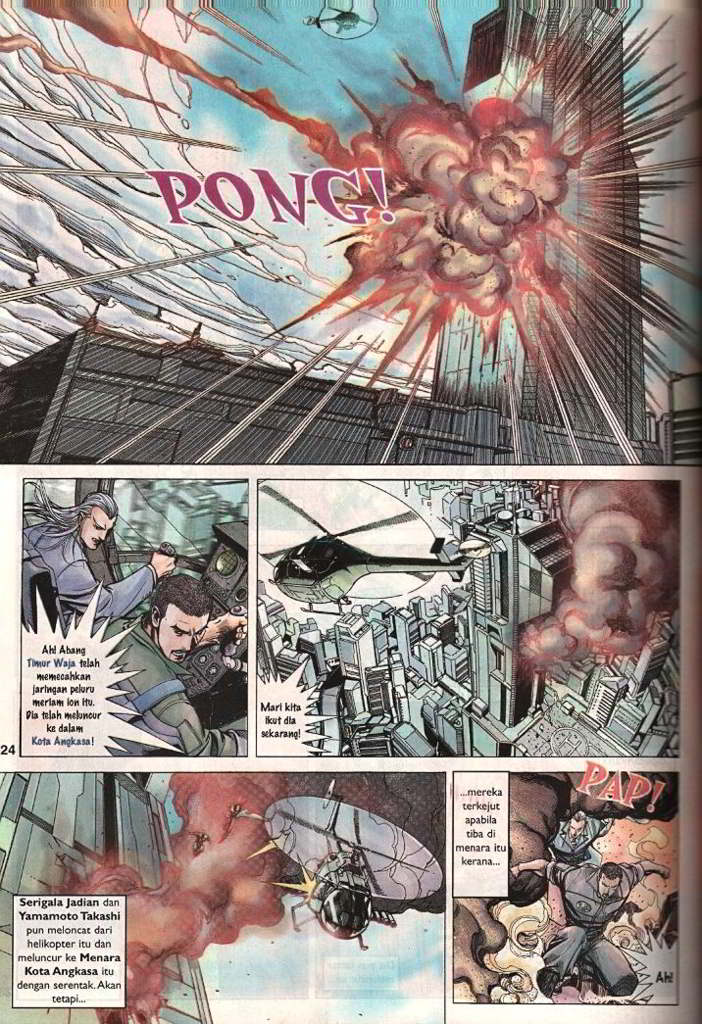 PONG!
Ah! Abang
Timur Waja telah
memecahkan
jaringan peluru
meriam ion itu.
Dia telah meluncur
ke dalam
Kota Angkasa!
Mari kita
ikut dia
sekarang!
24
Serigala Jadian dan
Yamamoto Takashi
pun meloncat dari
helikopter itu dan
meluncur ke Menara
Kota Angkasa itu
dengan serentak. Akan
tetapi...
...mereka
terkejut
apabila
tiba di
menara itu
kerana...
PAP!
Ah!